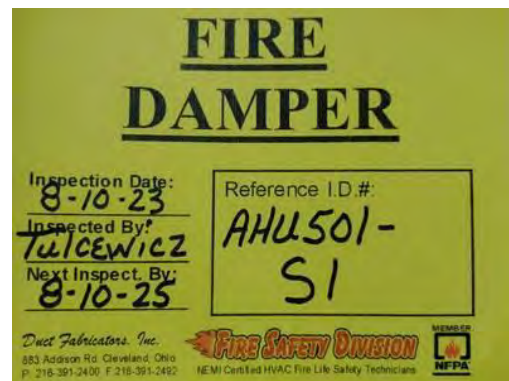 FIRE
DAMPER
Inspection Date:
8-10-23
Inspected By:
TULCEWICZ
Next Inspect. By:
8-10-25
Reference I.D.#:
AHU501-
S1
Duct Fabricators, Inc.
883 Addison Rd. Cleveland, Ohio
P. 216-391-2400 F. 216-391-2492
FIRE SAFETY DIVISION
NEMI Certified HVAC Fire Life Safety Technicians
MEMBER
NFPA